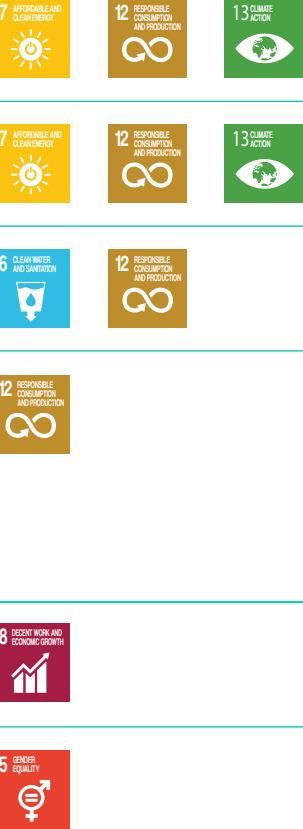 7 AFFORDABLE AND
CLEAN ENERGY
12 RESPONSIBLE
CONSUMPTION
AND PRODUCTION
13 CLIMATE
ACTION
7 AFFORDABLE AND
CLEAN ENERGY
12 RESPONSIBLE
CONSUMPTION
AND PRODUCTION
13 CLIMATE
ACTION
6 CLEAN WATER
AND SANITATION
12 RESPONSIBLE
CONSUMPTION
AND PRODUCTION
12 RESPONSIBLE
CONSUMPTION
AND PRODUCTION
8 DECENT WORK AND
ECONOMIC GROWTH
5 GENDER
EQUALITY